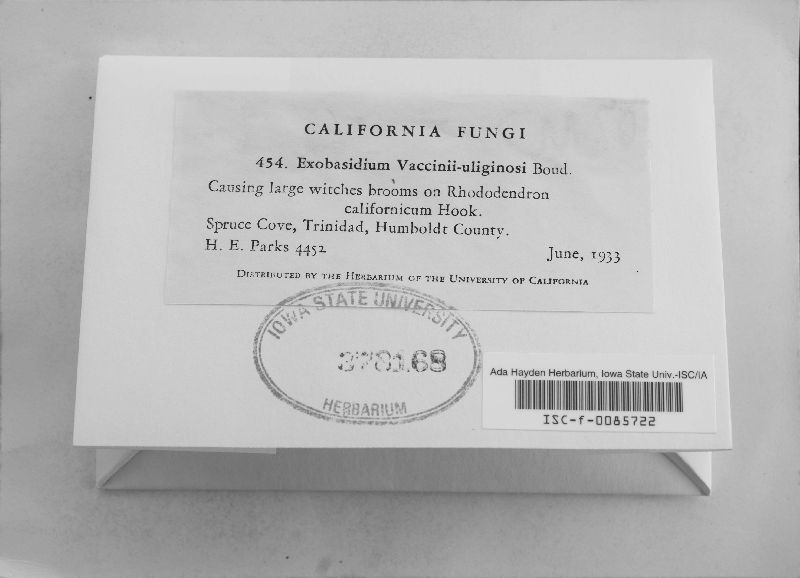 CALIFORNIA FUNGI
454. Exobasidium Vaccinii-uliginosi Boud.
Causing large witches brooms on Rhododendron
californicum Hook.
Spruce Cove, Trinidad, Humboldt County.
H. E. Parks 4452 June, 1933
DISTRIBUTED BY THE HERBARIUM OF THE UNIVERSITY OF CALIFORNIA
IOWA STATE UNIVERSITY
378168
HERBARIUM
Ada Hayden Herbarium, Iowa State Univ.-ISC/IA
ISC-f-0085722